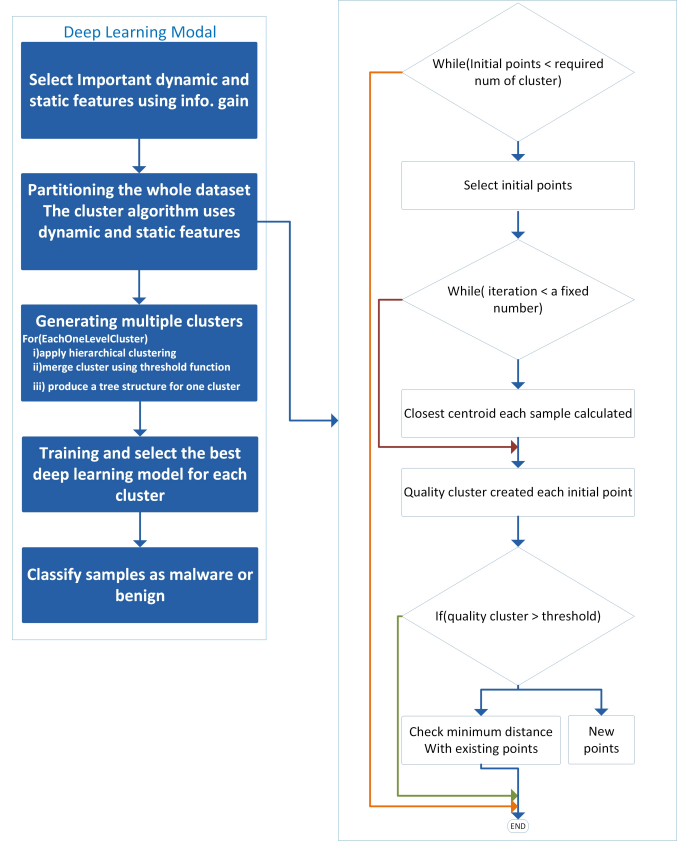 Deep Learning Modal
Select Important dynamic and
static features using info. gain
Partitioning the whole dataset
The cluster algorithm uses
dynamic and static features
Generating multiple clusters
For(EachOneLevelCluster)
i)apply hierarchical clustering
ii)merge cluster using threshold function
iii) produce a tree structure for one cluster
Training and select the best
deep learning model for each
cluster
Classify samples as malware or
benign
While(Initial points < required
num of cluster)
Select initial points
While( iteration < a fixed
number)
Closest centroid each sample calculated
Quality cluster created each initial point
If(quality cluster > threshold)
Check minimum distance
With existing points
New
points
END